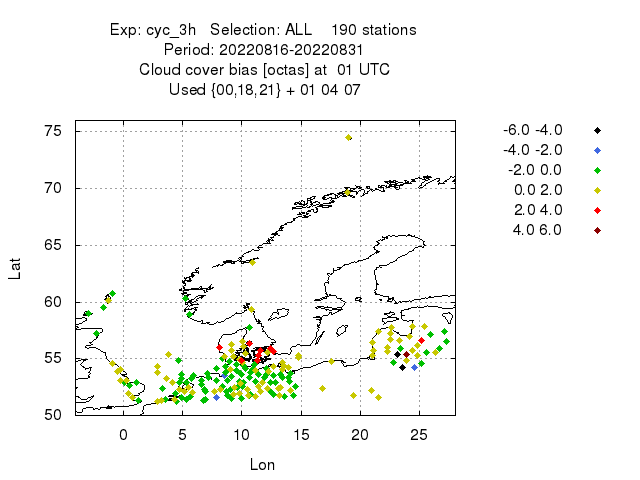 Exp: cyc_3h   Selection: ALL    190 stations
Period: 20220816-20220831
Cloud cover bias [octas] at  01 UTC
Used {00,18,21} + 01 04 07
-6.0 -4.0
-4.0 -2.0
-2.0 0.0
0.0 2.0
2.0 4.0
4.0 6.0
75
70
65
60
55
50
Lat
0 5 10 15 20 25
Lon